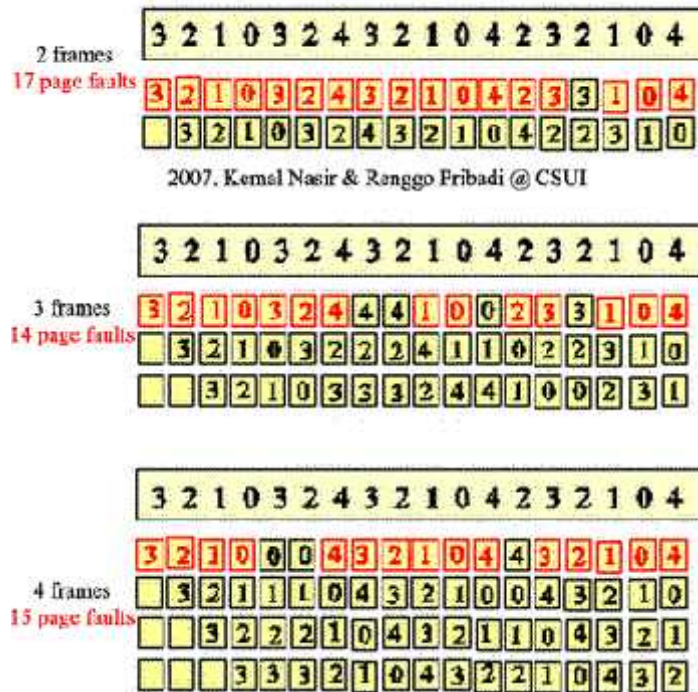 3 2 1 0 3 2 4 3 2 1 0 4 2 3 2 1 0 4
2 frames
17 page faults
3 2 1 0 3 2 4 3 2 1 0 4 2 3 3 1 0 4
3 2 1 0 3 2 4 3 2 1 0 4 2 2 3 1 0
2007. Kemal Nasir & Renggo Pribadi @ CSUI
3 2 1 0 3 2 4 3 2 1 0 4 2 3 2 1 0 4
3 frames
14 page faults
3 2 1 0 3 2 4 4 4 1 0 0 2 3 3 1 0 4
3 2 1 0 3 2 2 2 4 1 1 0 2 2 3 1 0
3 2 1 0 3 3 3 2 4 4 1 0 0 2 3 1
3 2 1 0 3 2 4 3 2 1 0 4 2 3 2 1 0 4
3 2 1 0 0 0 4 3 2 1 0 4 4 3 2 1 0 4
4 frames
15 page faults
3 2 1 1 1 0 4 3 2 1 0 0 4 3 2 1 0
3 2 2 2 1 0 4 3 2 1 1 0 4 3 2 1
3 3 3 2 1 0 4 3 2 2 1 0 4 3 2